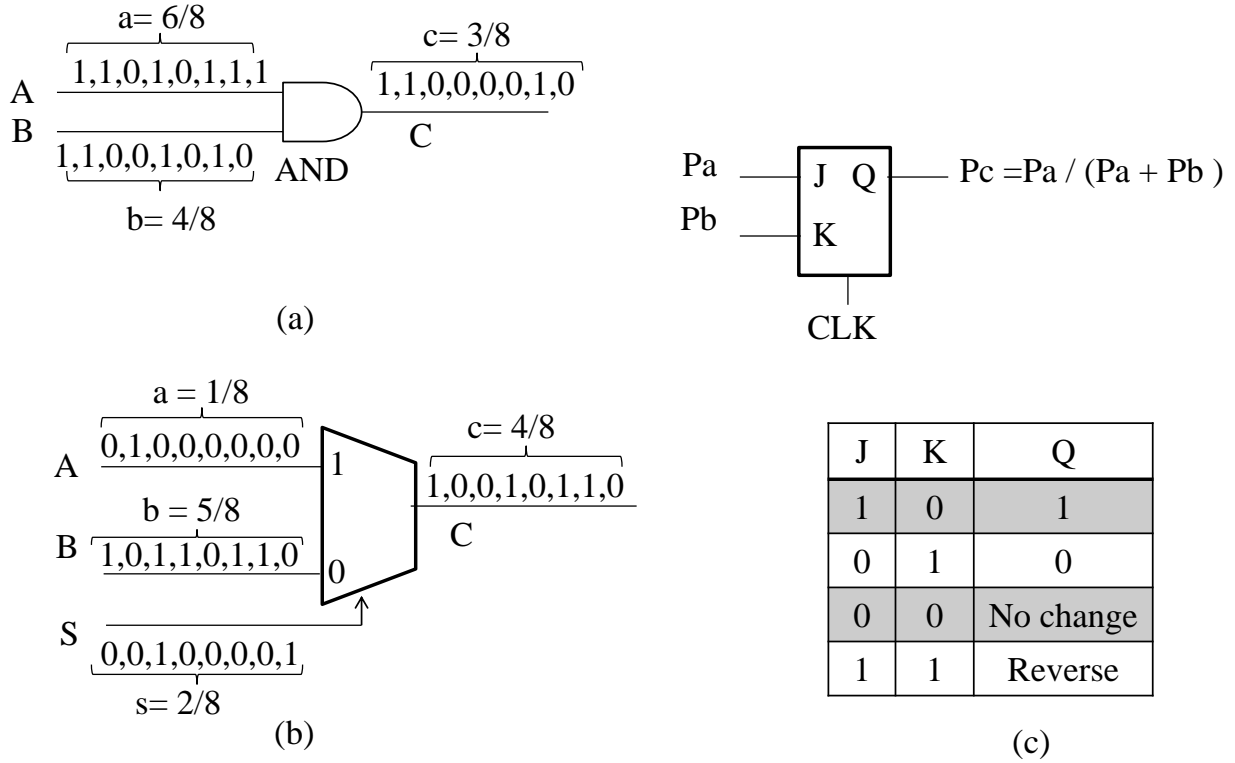 a= 6/8
1,1,0,1,0,1,1,1
A
B
1,1,0,0,1,0,1,0
b= 4/8
AND
c= 3/8
1,1,0,0,0,0,1,0
C
(a)
a = 1/8
0,1,0,0,0,0,0,0
A
1
b = 5/8
B
1,0,1,1,0,1,1,0
0
S
0,0,1,0,0,0,0,1
s= 2/8
c= 4/8
1,0,0,1,0,1,1,0
C
(b)
Pa J Q Pc =Pa / (Pa + Pb )
Pb K
CLK
J K Q
1 0 1
0 1 0
0 0 No change
1 1 Reverse
(c)